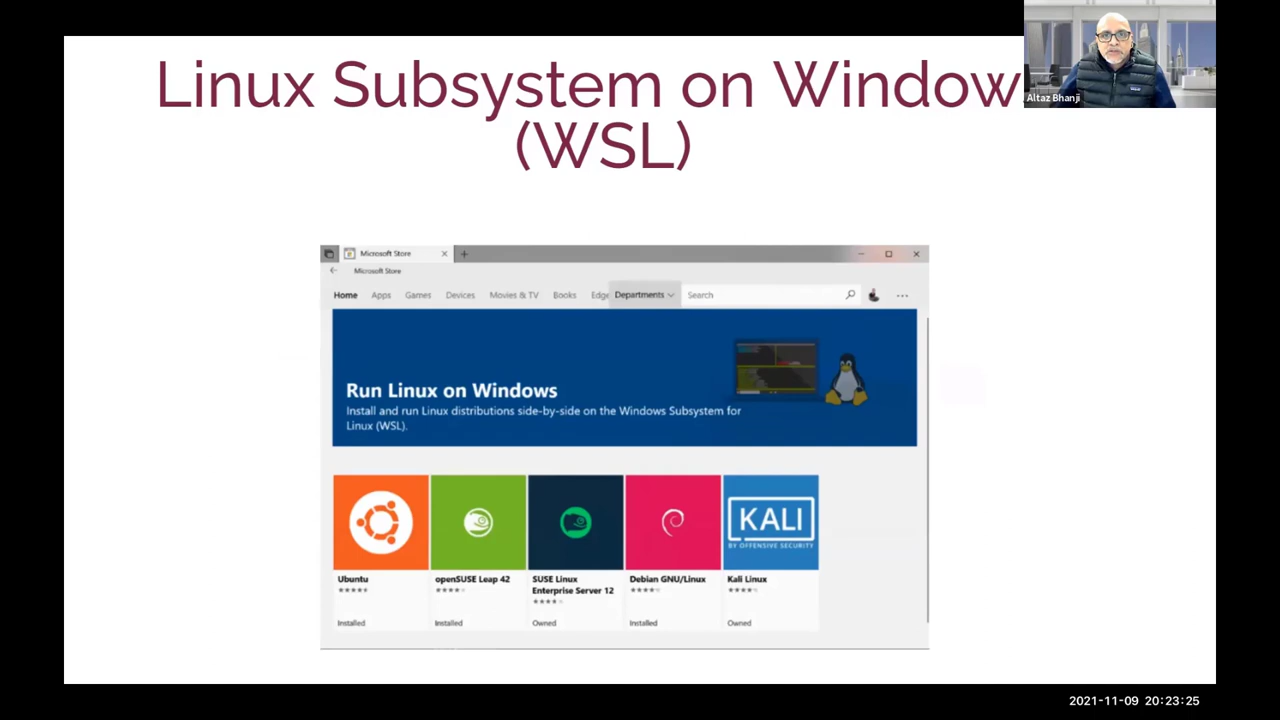 Linux Subsystem on Window
(WSL)
Altaz Bhanji
Microsoft Store
Microsoft Store
Home Apps Games Devices Movies & TV Books Edge Departments Search
Run Linux on Windows
Install and run Linux distributions side-by-side on the Windows Subsystem for
Linux (WSL).
KALI
BY OFFENSIVE SECURITY
Ubuntu
Installed
openSUSE Leap 42
Installed
SUSE Linux
Enterprise Server 12
Owned
Debian GNU/Linux
Installed
Kali Linux
Owned
2021-11-09 20:23:25